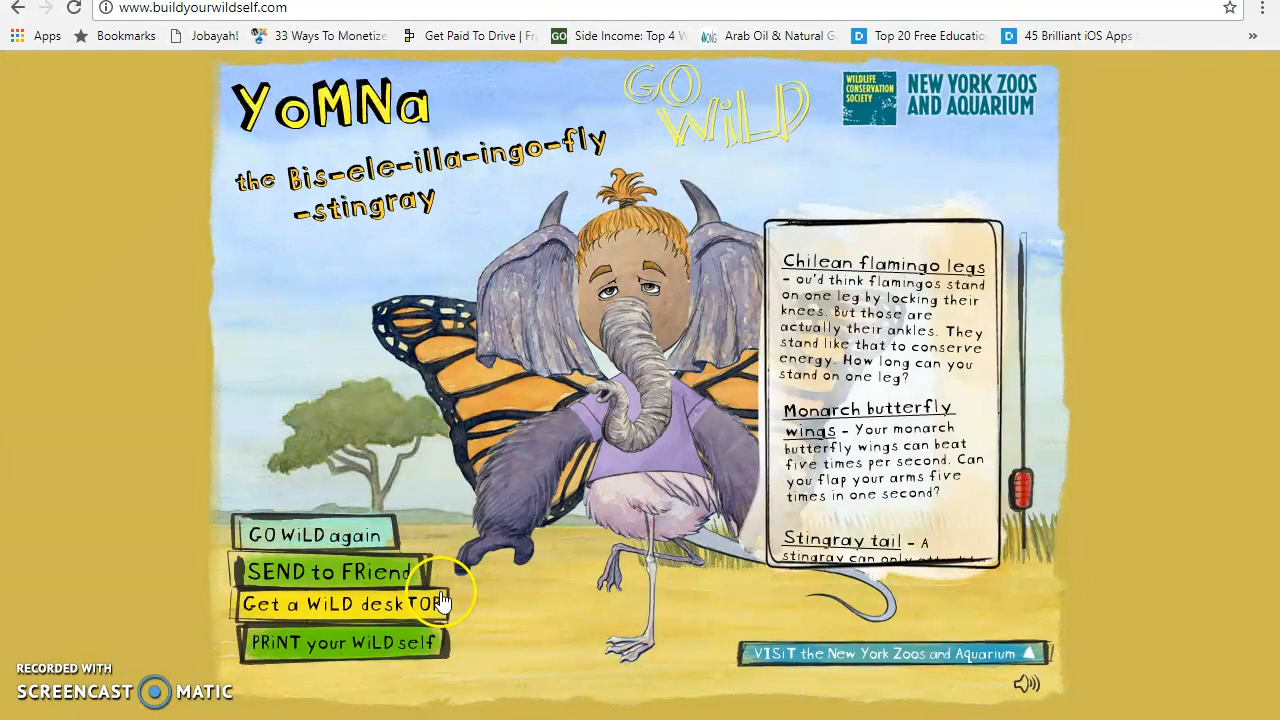 www.buildyourwildself.com
Apps Bookmarks Jobayah! 33 Ways To Monetize Get Paid To Drive | Fr Side Income: Top 4 W Arab Oil & Natural G Top 20 Free Educatio 45 Brilliant iOS Apps »
YoMNa
the Bis-ele-illa-ingo-fly
-stingray
GO WiLD
WILDLIFE
CONSERVATION
SOCIETY
NEW YORK ZOOS
AND AQUARIUM
Chilean flamingo legs
- ou'd think flamingos stand
on one leg by locking their
knees. But those are
actually their ankles. They
stand like that to conserve
energy. How long can you
stand on one leg?
Monarch butterfly
wings - Your monarch
butterfly wings can beat
five times per second. Can
you flap your arms five
times in one second?
Stingray tail - A
stingray can only
GO WiLD again
SEND to FRiend
Get a WiLD deskTOP
PRiNT your WiLD self
VISiT the New York Zoos and Aquarium
RECORDED WITH
SCREENCAST MATIC